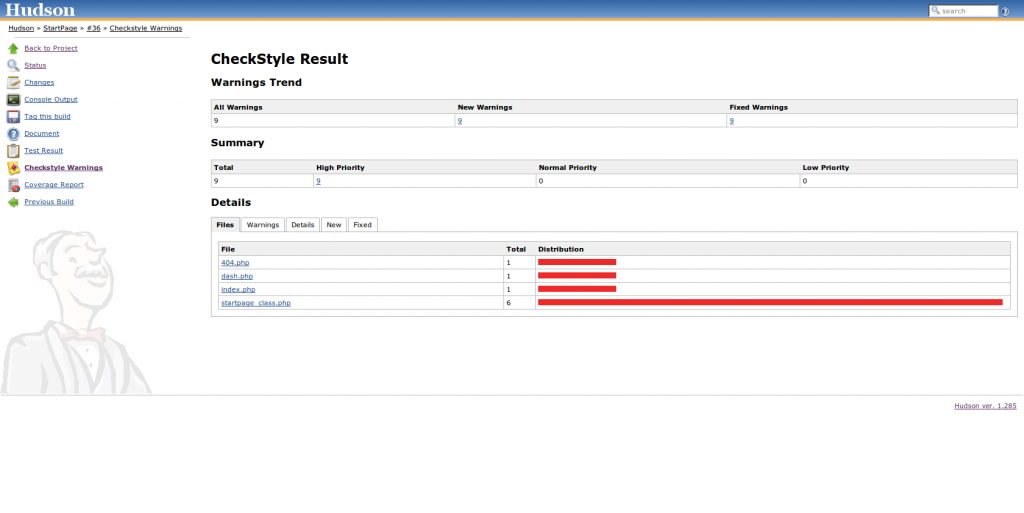 Hudson
search
Hudson » StartPage » #36 » Checkstyle Warnings
Back to Project
Status
Changes
Console Output
Tag this build
Document
Test Result
Checkstyle Warnings
Coverage Report
Previous Build
CheckStyle Result
Warnings Trend
All Warnings New Warnings Fixed Warnings
9 9 9
Summary
Total High Priority Normal Priority Low Priority
9 9 0 0
Details
Files Warnings Details New Fixed
File Total Distribution
404.php 1
dash.php 1
index.php 1
startpage_class.php 6
Hudson ver. 1.285